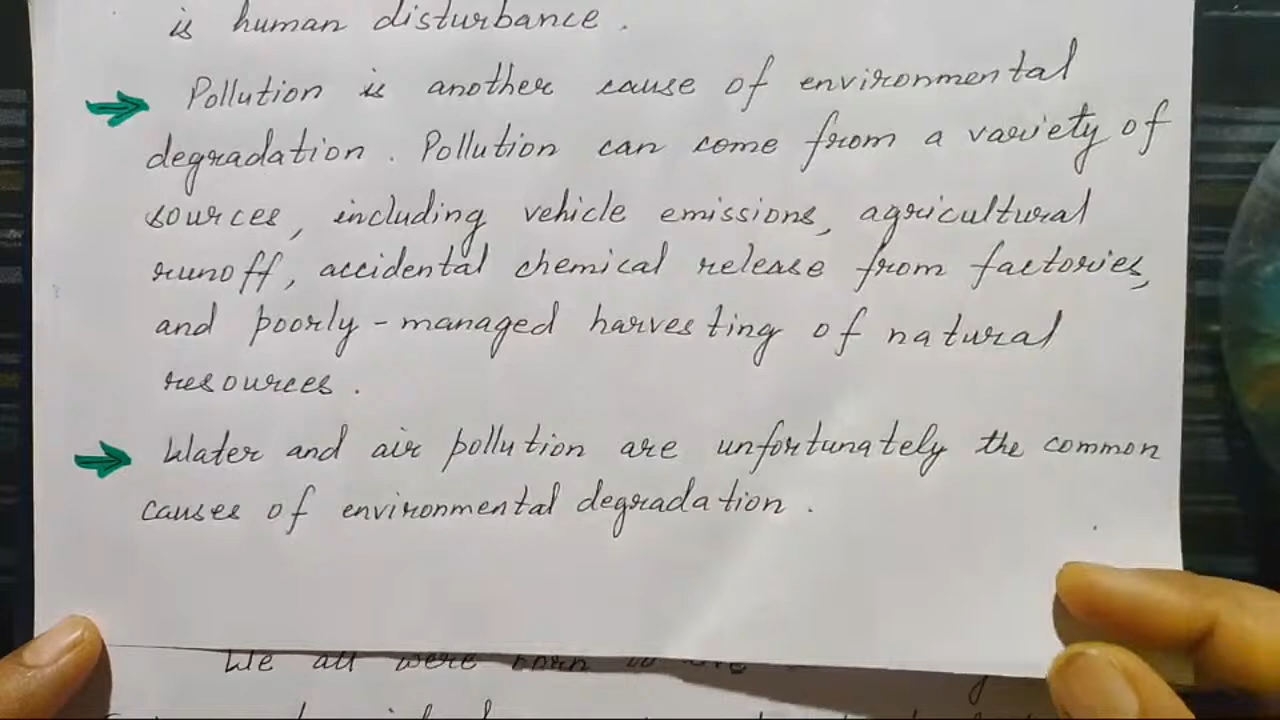 is human disturbance.
Pollution is another cause of environmental
degradation. Pollution can come from a variety of
sources, including vehicle emissions, agricultural
runoff, accidental chemical release from factories,
and poorly-managed harvesting of natural
resources.
Water and air pollution are unfortunately the common
causes of environmental degradation.
We all were born